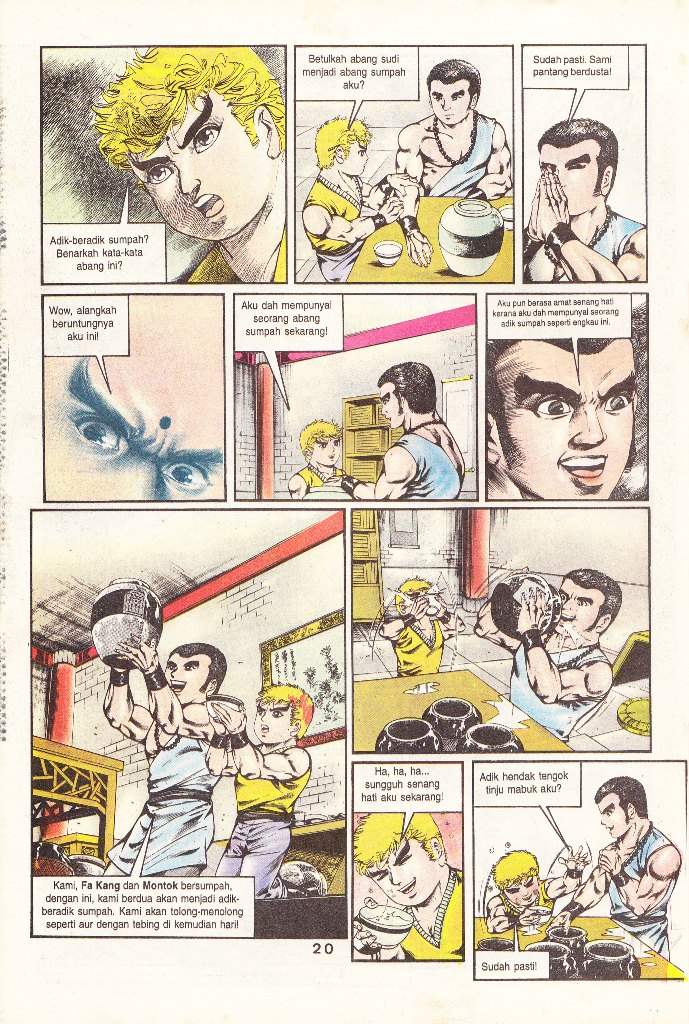 Adik-beradik sumpah?
Benarkah kata-kata
abang ini?
Betulkah abang sudi
menjadi abang sumpah
aku?
Sudah pasti. Sami
pantang berdusta!
Wow, alangkah
beruntungnya
aku ini!
Aku dah mempunyai
seorang abang
sumpah sekarang!
Aku pun berasa amat senang hati
kerana aku dah mempunyai seorang
adik sumpah seperti engkau ini.
Kami, Fa Kang dan Montok bersumpah,
dengan ini, kami berdua akan menjadi adik-
beradik sumpah. Kami akan tolong-menolong
seperti aur dengan tebing di kemudian hari!
Ha, ha, ha...
sungguh senang
hati aku sekarang!
Adik hendak tengok
tinju mabuk aku?
Sudah pasti!
20